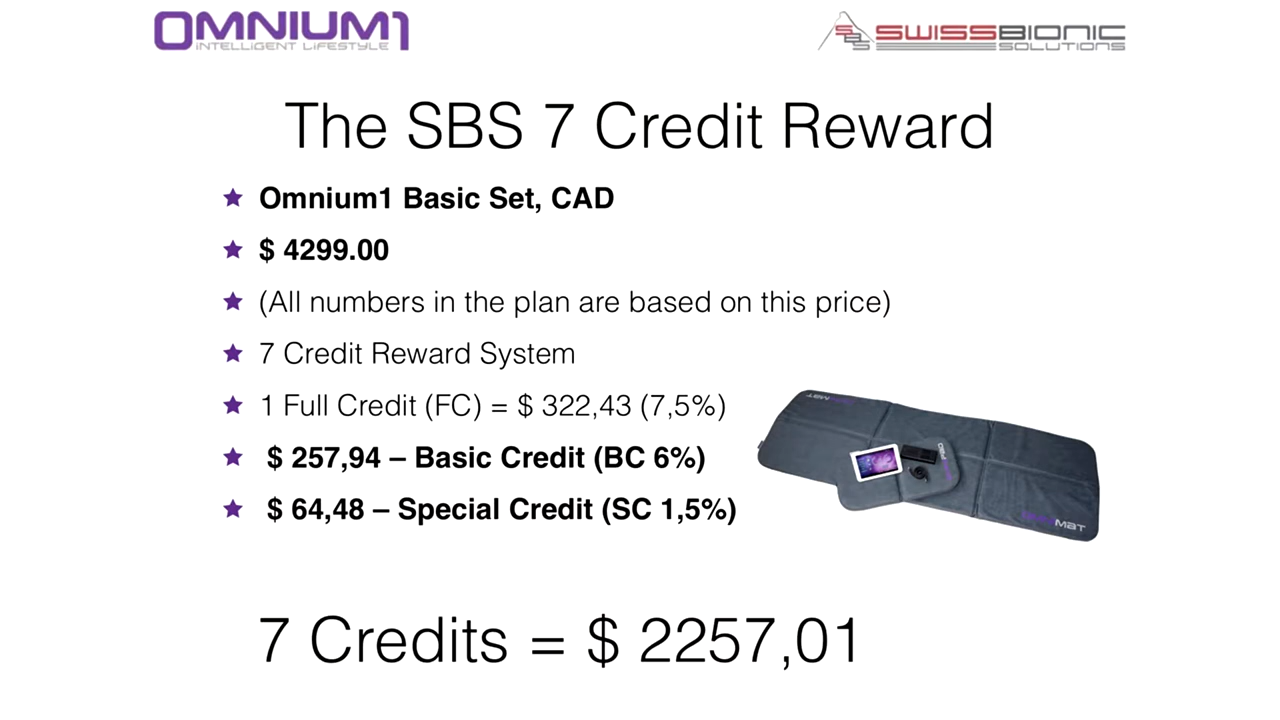 OMNIUM1
INTELLIGENT LIFESTYLE
SBS SWISSBIONIC
SOLUTIONS
The SBS 7 Credit Reward
Omnium1 Basic Set, CAD
$ 4299.00
(All numbers in the plan are based on this price)
7 Credit Reward System
1 Full Credit (FC) = $ 322,43 (7,5%)
$ 257,94 – Basic Credit (BC 6%)
$ 64,48 – Special Credit (SC 1,5%)
7 Credits = $ 2257,01